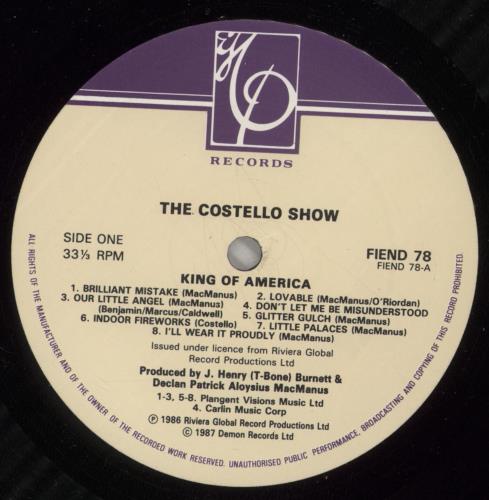 RECORDS
THE COSTELLO SHOW
SIDE ONE
33⅓ RPM
FIEND 78
FIEND 78-A
KING OF AMERICA
1. BRILLIANT MISTAKE (MacManus) 2. LOVABLE (MacManus/O'Riordan)
3. OUR LITTLE ANGEL (MacManus) 4. DON'T LET ME BE MISUNDERSTOOD
(Benjamin/Marcus/Caldwell) 5. GLITTER GULCH (MacManus)
6. INDOOR FIREWORKS (Costello) 7. LITTLE PALACES (MacManus)
8. I'LL WEAR IT PROUDLY (MacManus)
Issued under licence from Riviera Global
Record Productions Ltd
Produced by J. Henry (T-Bone) Burnett &
Declan Patrick Aloysius MacManus
1-3, 5-8. Plangent Visions Music Ltd
4. Carlin Music Corp
℗ 1986 Riviera Global Record Productions Ltd
© 1987 Demon Records Ltd
ALL RIGHTS OF THE MANUFACTURER AND OF THE OWNER OF THE RECORDED WORK RESERVED. UNAUTHORISED PUBLIC PERFORMANCE, BROADCASTING AND COPYING OF THIS RECORD PROHIBITED.